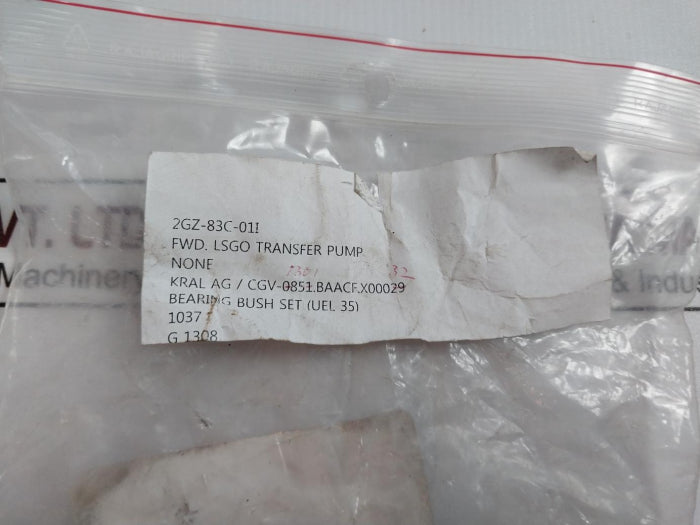 2GZ-83C-01I
FWD. LSGO TRANSFER PUMP
NONE
KRAL AG / CGV-0851.BAACF.X00029
BEARING BUSH SET (UEL 35)
1037
G 1308
VT. LTD
Machinery
& Indus